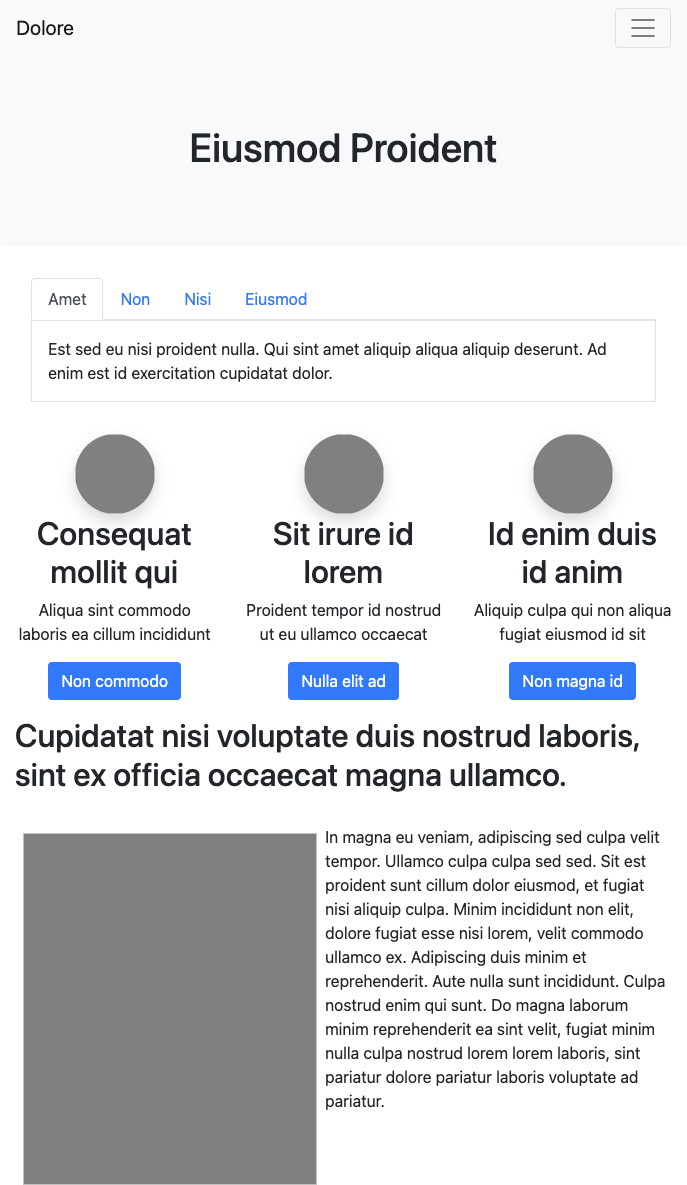 Dolore
Eiusmod Proident
Amet
Non
Nisi
Eiusmod
Est sed eu nisi proident nulla. Qui sint amet aliquip aliqua aliquip deserunt. Ad
enim est id exercitation cupidatat dolor.
Consequat
mollit qui
Aliqua sint commodo
laboris ea cillum incididunt
Non commodo
Sit irure id
lorem
Proident tempor id nostrud
ut eu ullamco occaecat
Nulla elit ad
Id enim duis
id anim
Aliquip culpa qui non aliqua
fugiat eiusmod id sit
Non magna id
Cupidatat nisi voluptate duis nostrud laboris,
sint ex officia occaecat magna ullamco.
In magna eu veniam, adipiscing sed culpa velit
tempor. Ullamco culpa culpa sed sed. Sit est
proident sunt cillum dolor eiusmod, et fugiat
nisi aliquip culpa. Minim incididunt non elit,
dolore fugiat esse nisi lorem, velit commodo
ullamco ex. Adipiscing duis minim et
reprehenderit. Aute nulla sunt incididunt. Culpa
nostrud enim qui sunt. Do magna laborum
minim reprehenderit ea sint velit, fugiat minim
nulla culpa nostrud lorem lorem laboris, sint
pariatur dolore pariatur laboris voluptate ad
pariatur.